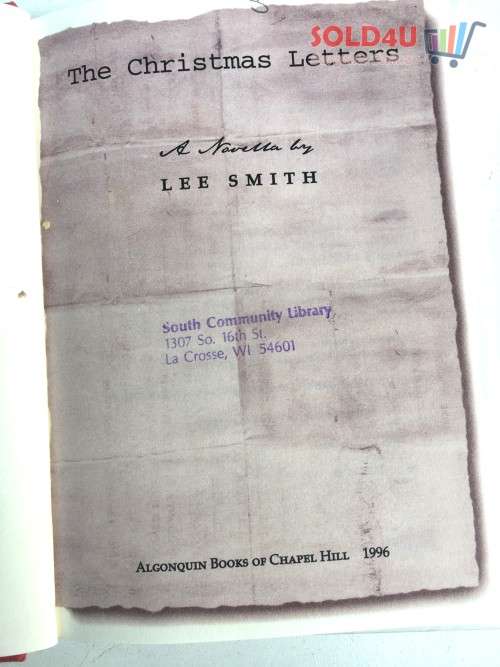 SOLD4U
The Christmas Letters
A Novella by
LEE SMITH
South Community Library
1307 So. 16th St.
La Crosse, WI 54601
ALGONQUIN BOOKS OF CHAPEL HILL 1996